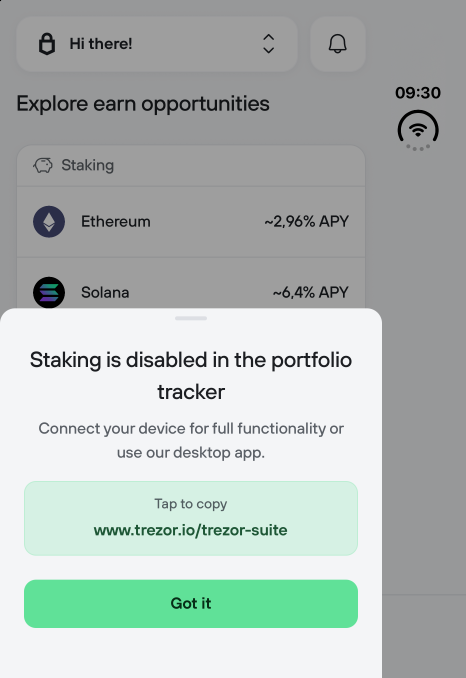 Hi there!
09:30
Explore earn opportunities
Staking
Ethereum ~2,96% APY
Solana ~6,4% APY
Staking is disabled in the portfolio
tracker
Connect your device for full functionality or
use our desktop app.
Tap to copy
www.trezor.io/trezor-suite
Got it